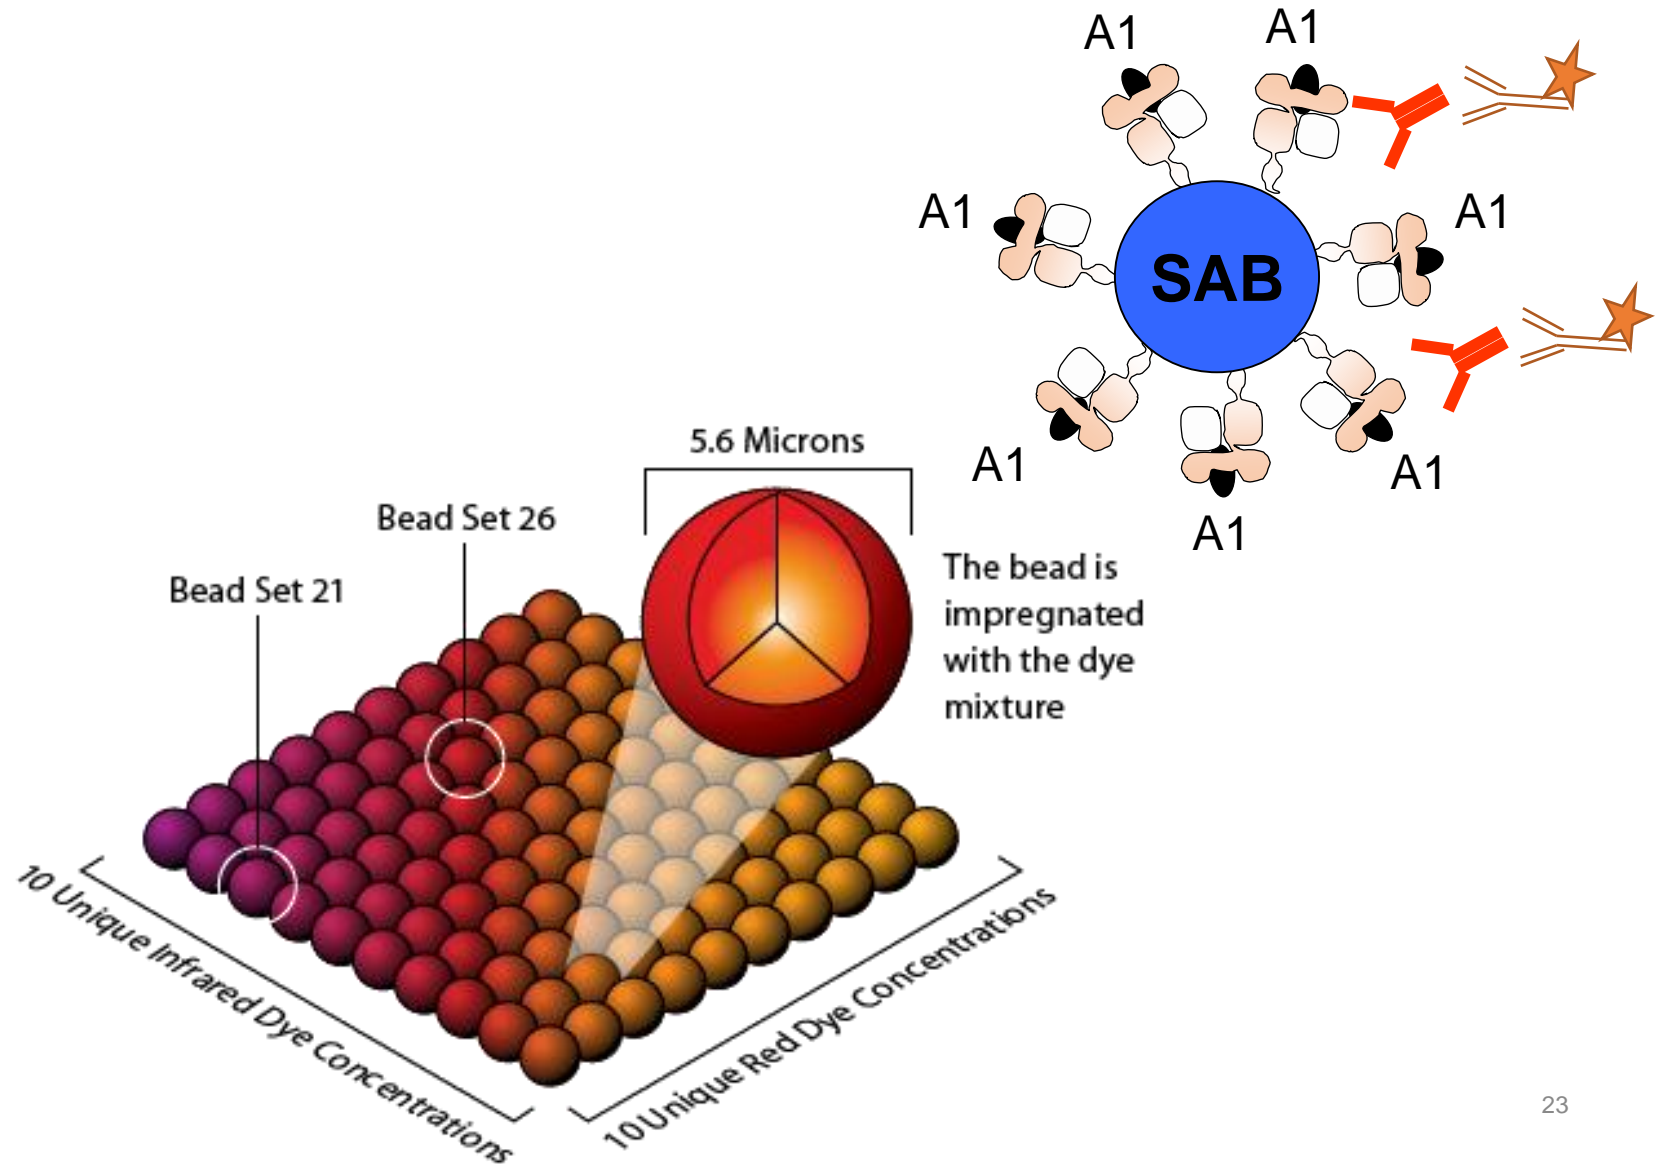 A1
A1
A1
A1
SAB
A1
A1
A1
5.6 Microns
Bead Set 26
Bead Set 21
The bead is
impregnated
with the dye
mixture
10 Unique Infrared Dye Concentrations
10 Unique Red Dye Concentrations
23